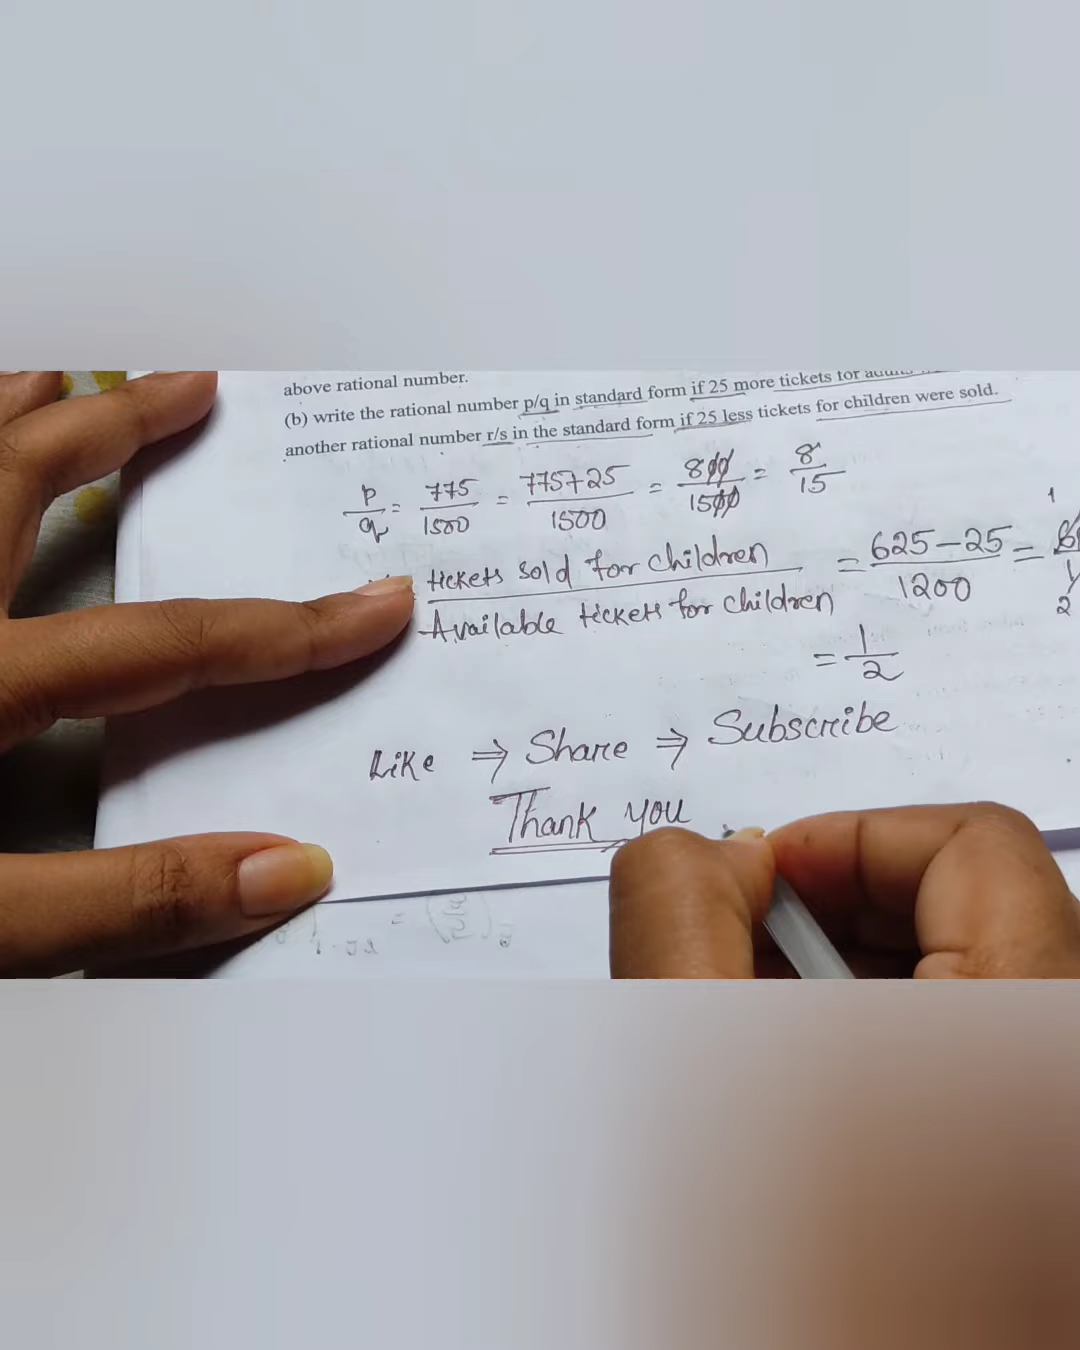 above rational number.
(b) write the rational number p/q in standard form if 25 more tickets for
another rational number r/s in the standard form if 25 less tickets for children were sold.
p/q = 775/1500 = 775+25/1500 = 800/1500 = 8/15
tickets sold for children / Available tickets for children = 625-25/1200 =
= 1/2
Like ⇒ Share ⇒ Subscribe
Thank you